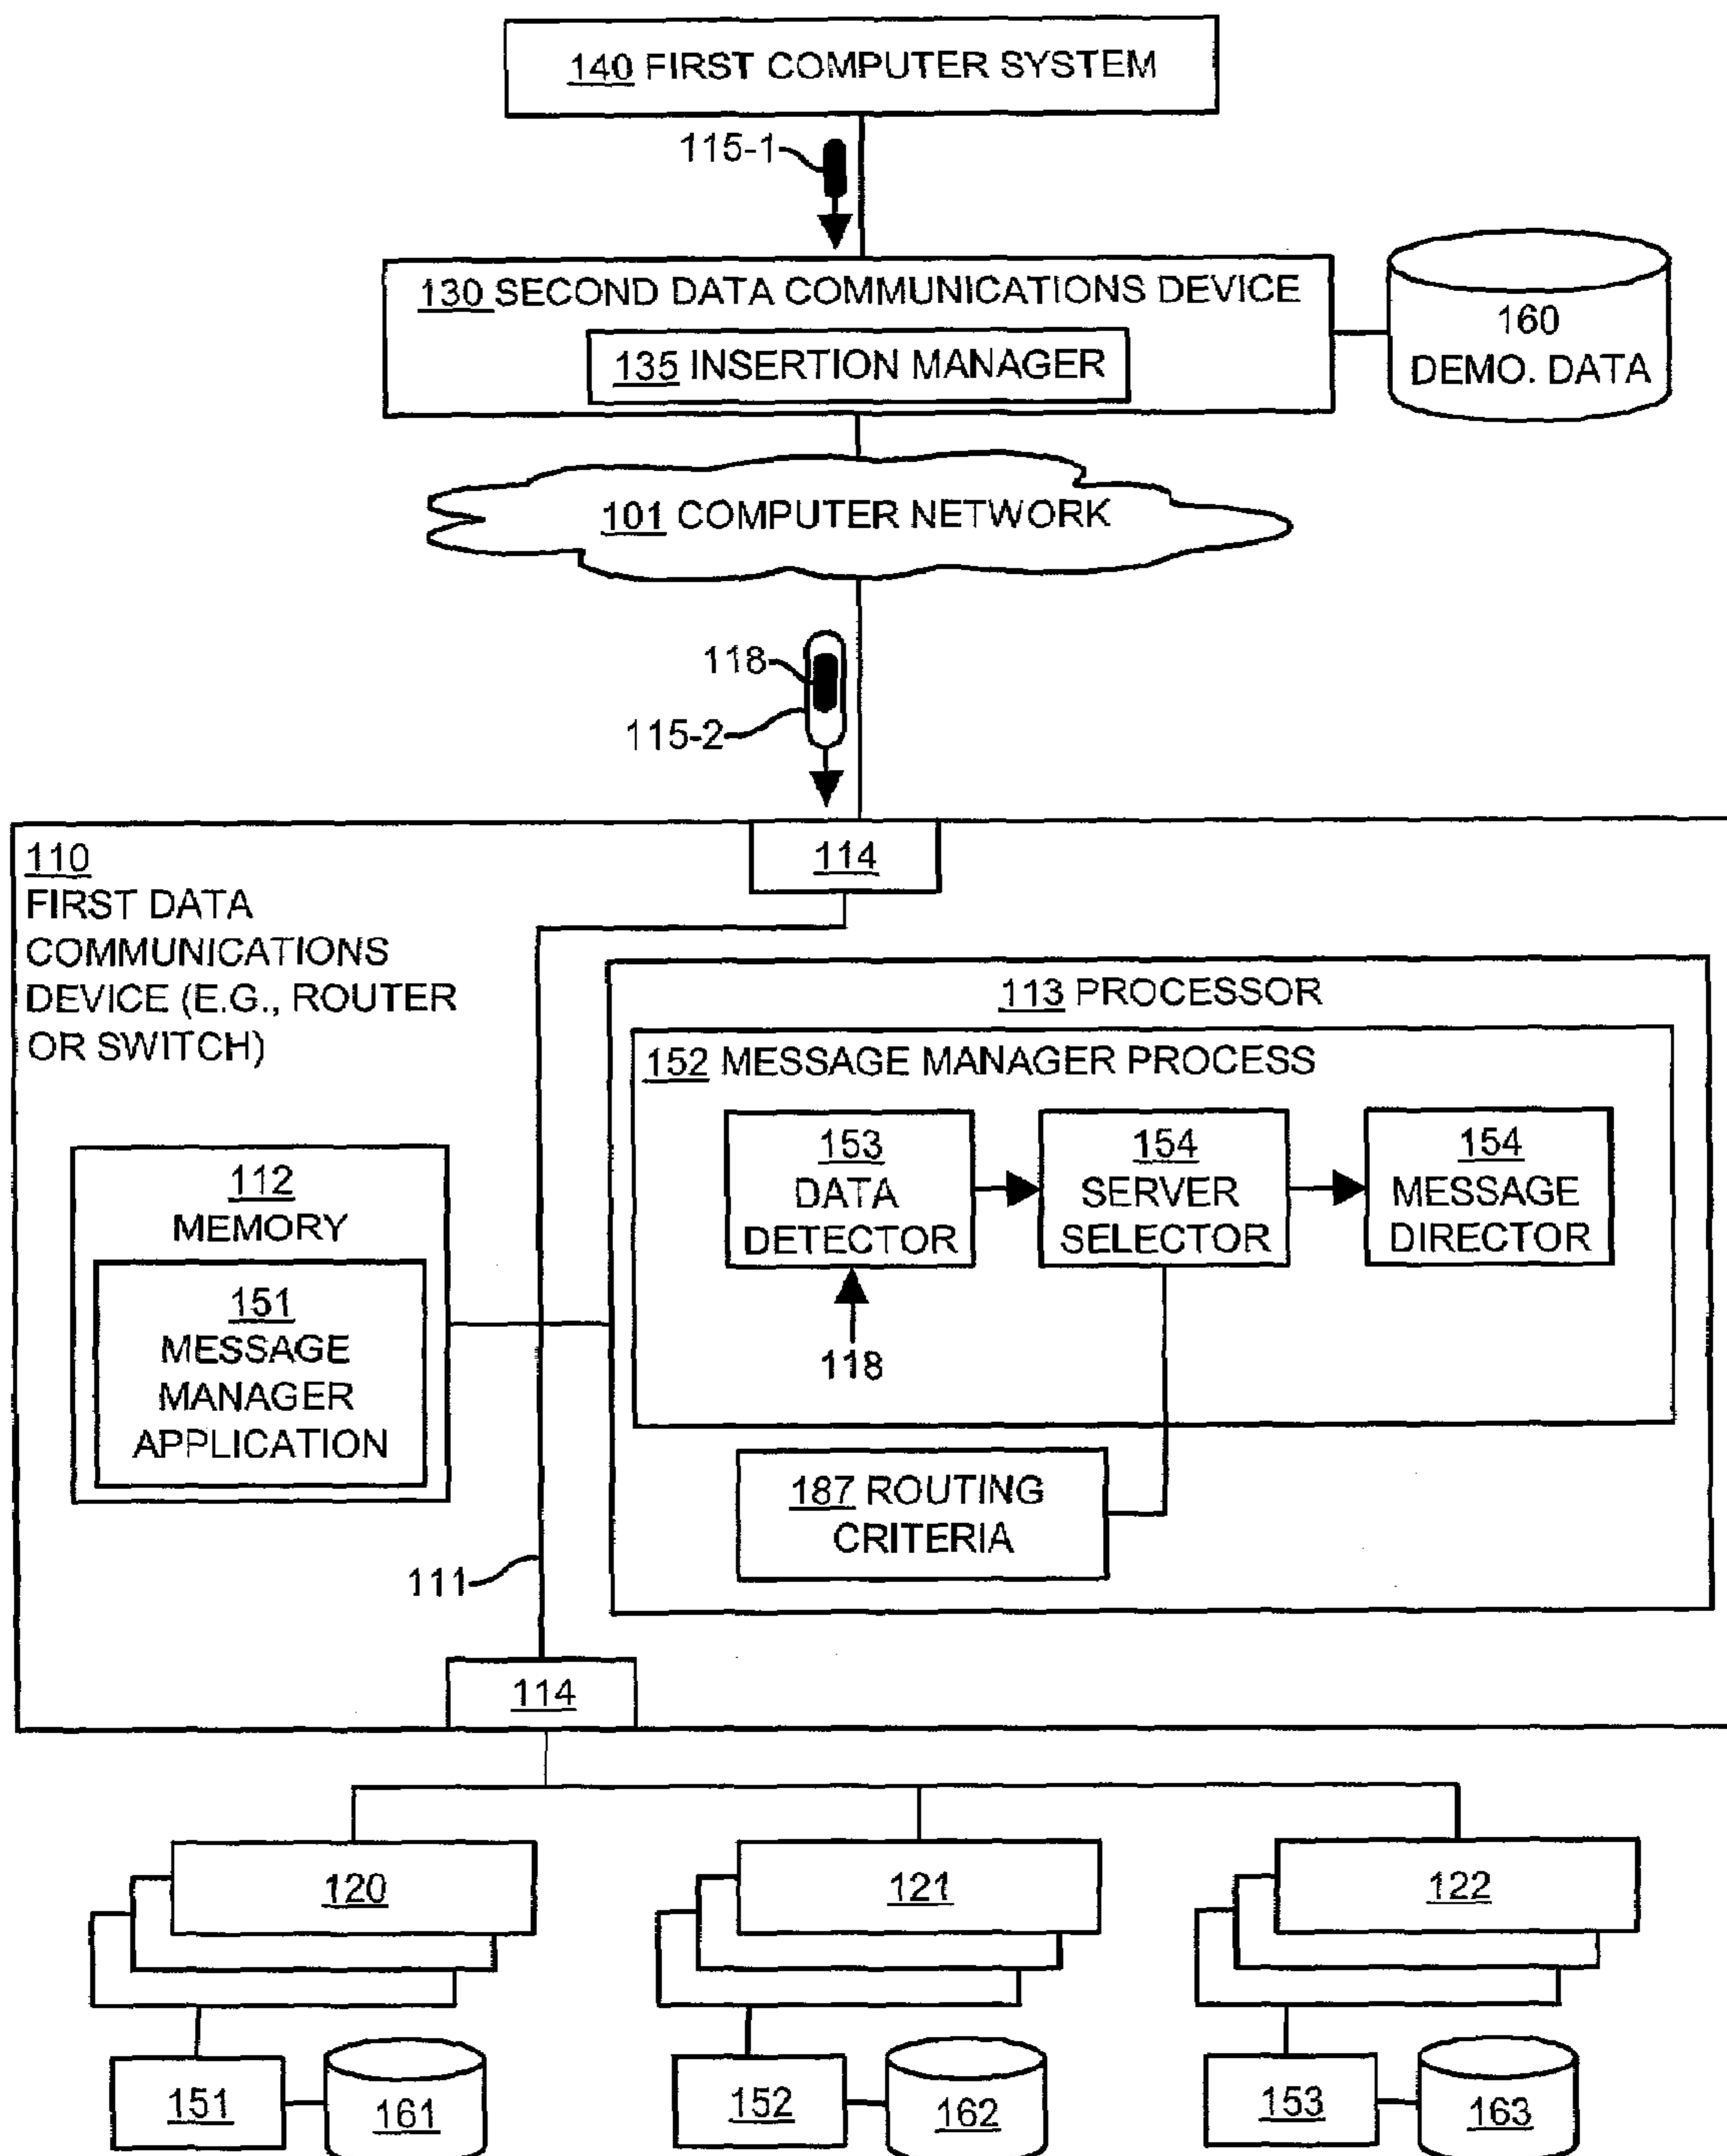 140 FIRST COMPUTER SYSTEM
115-1
130 SECOND DATA COMMUNICATIONS DEVICE
135 INSERTION MANAGER
160
DEMO. DATA
101 COMPUTER NETWORK
118
115-2
110
FIRST DATA
COMMUNICATIONS
DEVICE (E.G., ROUTER
OR SWITCH)
114
113 PROCESSOR
152 MESSAGE MANAGER PROCESS
153
DATA
DETECTOR
154
SERVER
SELECTOR
154
MESSAGE
DIRECTOR
118
112
MEMORY
151
MESSAGE
MANAGER
APPLICATION
187 ROUTING
CRITERIA
111
114
120
121
122
151
161
152
162
153
163